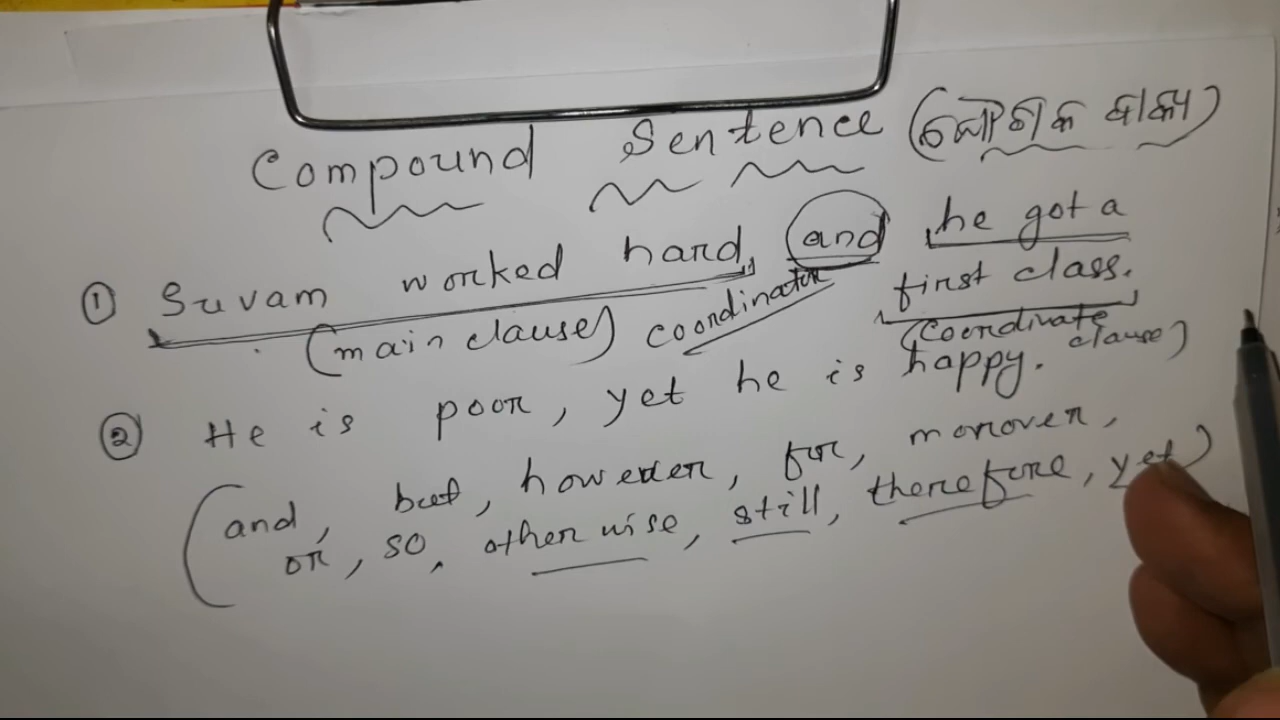 Compound Sentence (ଯୌଗିକ ବାକ୍ୟ)
① Suvam worked hard, and he got a
first class.
(main clause) coordinator (Coordinate clause)
② He is poor, yet he is happy.
(and, but, however, for, morover,
or, so, otherwise, still, therefore, yet)